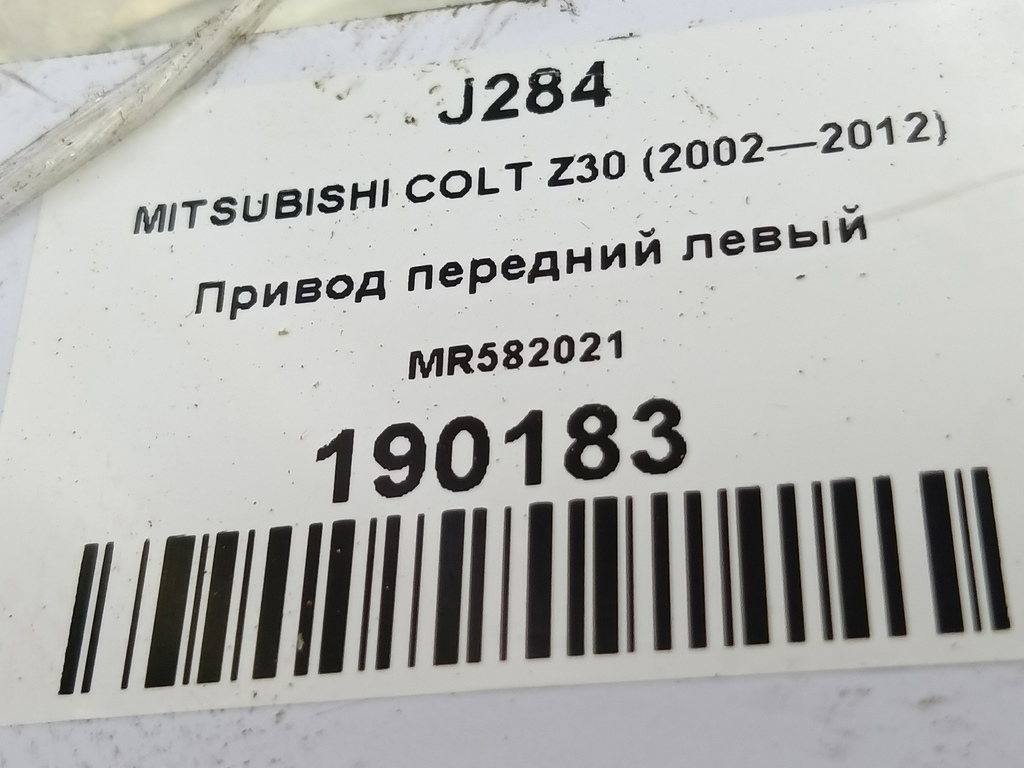 J284
MITSUBISHI COLT Z30 (2002—2012)
Привод передний левый
MR582021
190183